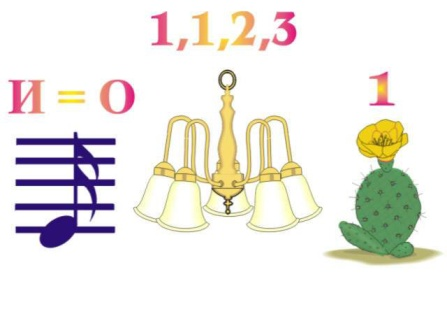 1,1,2,3
И = О
1